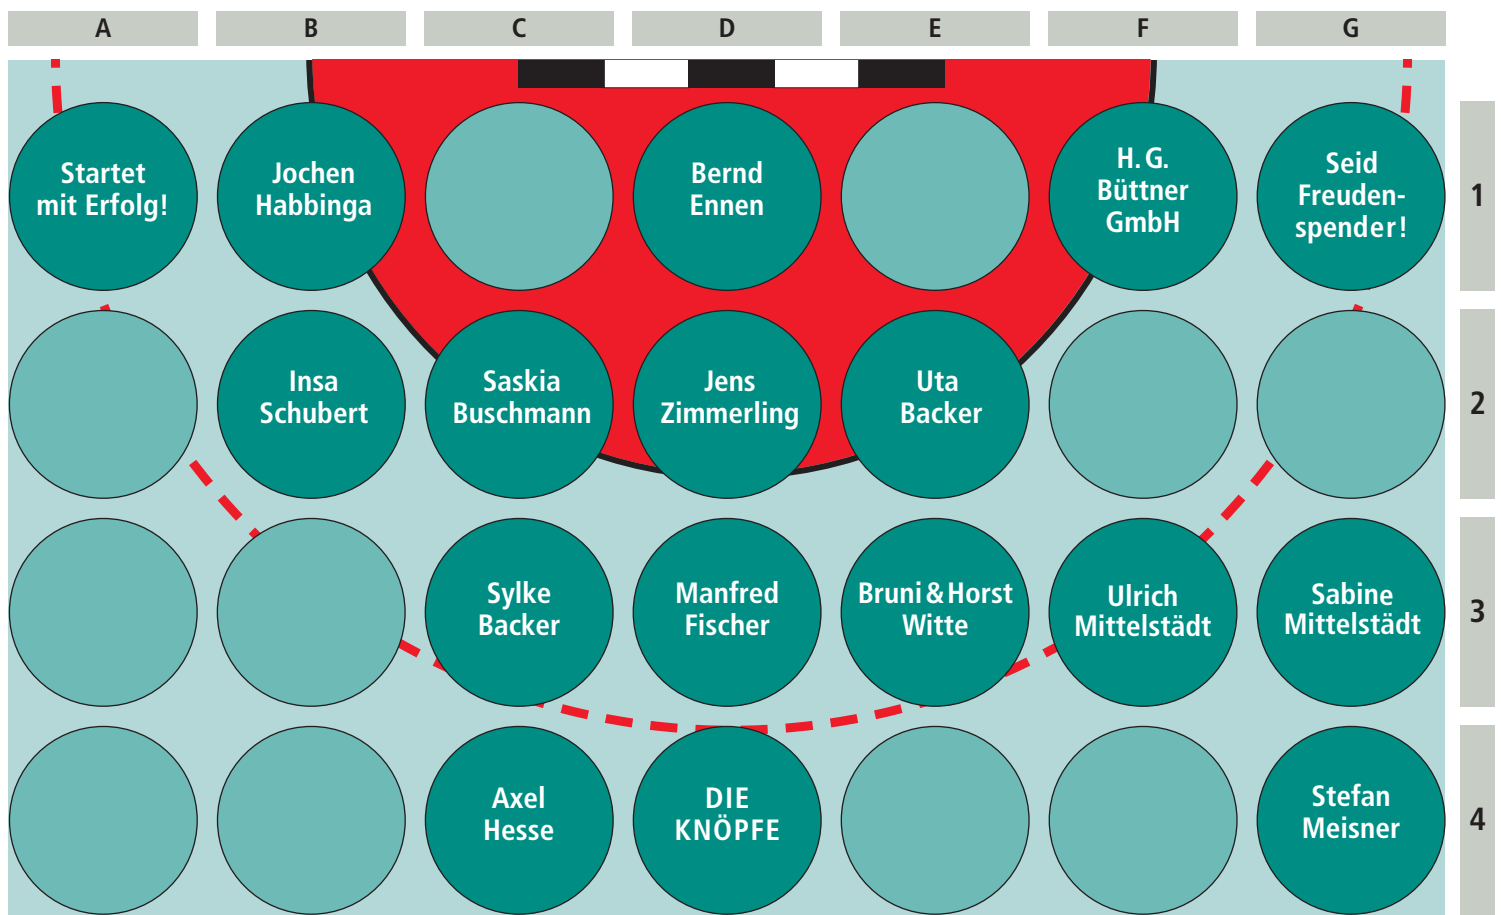 A B C D E F G
Startet
mit Erfolg!
Jochen
Habbinga
Bernd
Ennen
H. G.
Büttner
GmbH
Seid
Freuden-
spender!
1
Insa
Schubert
Saskia
Buschmann
Jens
Zimmerling
Uta
Backer
2
Sylke
Backer
Manfred
Fischer
Bruni & Horst
Witte
Ulrich
Mittelstädt
Sabine
Mittelstädt
3
Axel
Hesse
DIE
KNÖPFE
Stefan
Meisner
4